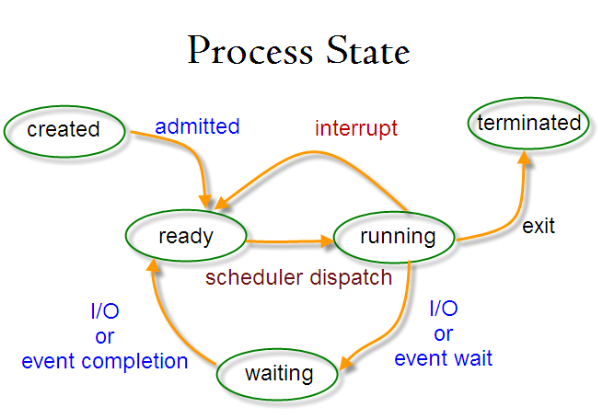 Process State
created
admitted
interrupt
terminated
ready
running
exit
scheduler dispatch
I/O
or
event completion
I/O
or
event wait
waiting